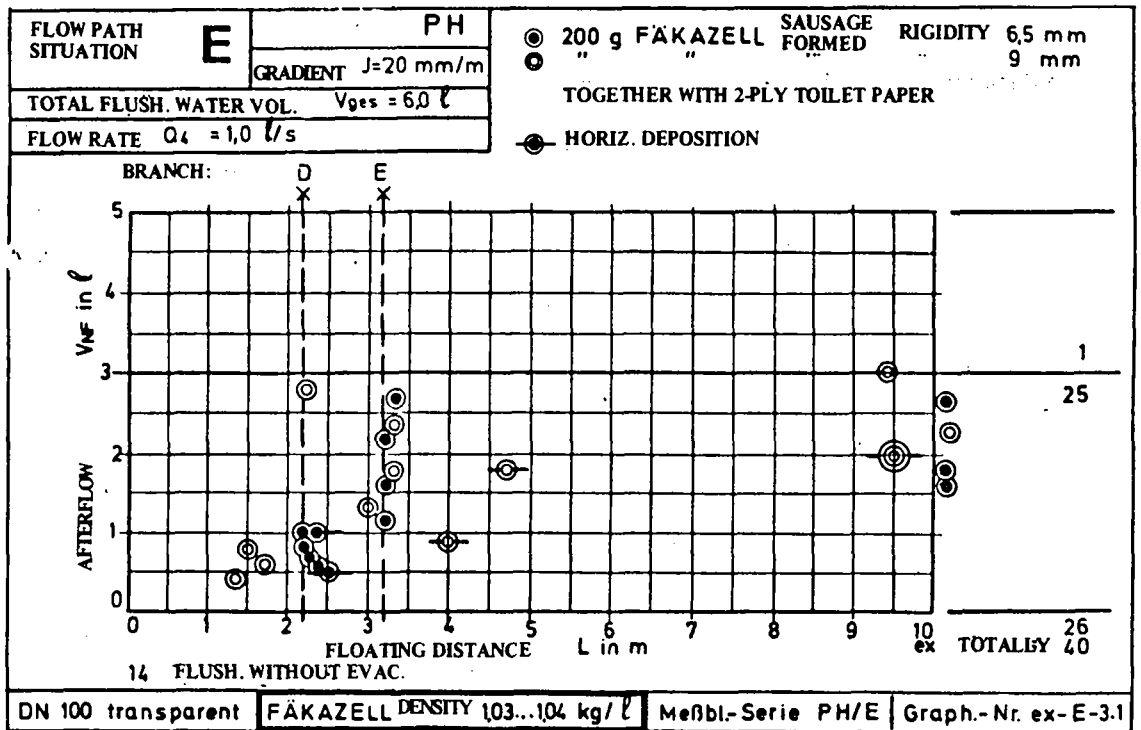 FLOW PATH
SITUATION
E
PH
GRADIENT J=20 mm/m
TOTAL FLUSH. WATER VOL. Vges = 6,0 ℓ
FLOW RATE Q4 = 1,0 ℓ/s
200 g FÄKAZELL SAUSAGE FORMED RIGIDITY 6,5 mm
" " " " 9 mm
TOGETHER WITH 2-PLY TOILET PAPER
HORIZ. DEPOSITION
BRANCH: D E
5
4
3
2
1
0
AFTERFLOW VNF in ℓ
1
25
0 1 2 3 4 5 6 7 8 9 10
ex
FLOATING DISTANCE L in m
26
TOTALLY 40
14 FLUSH. WITHOUT EVAC.
DN 100 transparent
FÄKAZELL DENSITY 1,03...1,04 kg/ℓ
Meßbl.-Serie PH/E
Graph.-Nr. ex-E-3.1